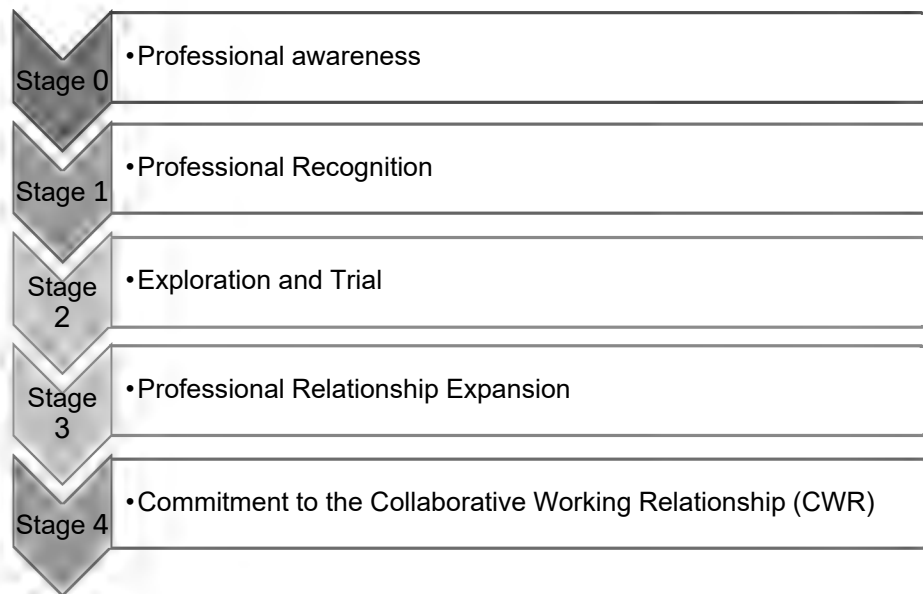 Stage 0
•Professional awareness
Stage 1
•Professional Recognition
Stage
2
•Exploration and Trial
Stage
3
•Professional Relationship Expansion
Stage 4
•Commitment to the Collaborative Working Relationship (CWR)